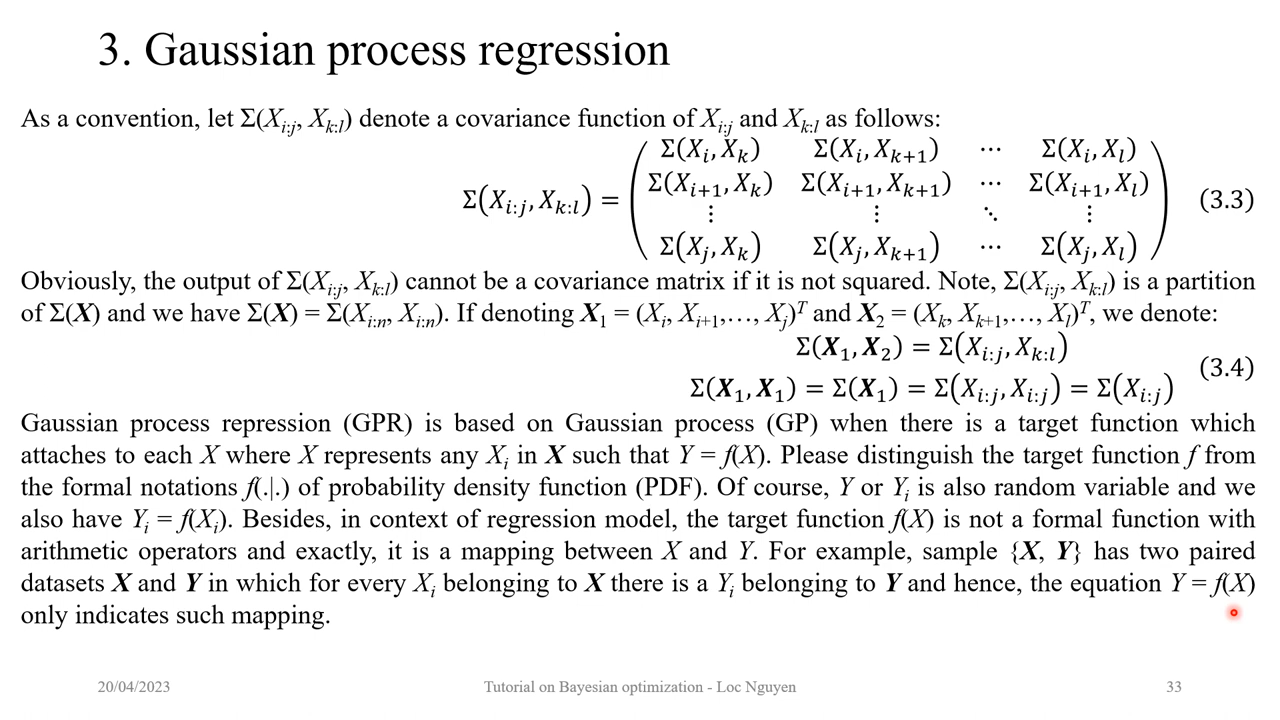 3. Gaussian process regression
As a convention, let Σ(Xi:j, Xk:l) denote a covariance function of Xi:j and Xk:l as follows:
Σ(Xi:j, Xk:l) = ( Σ(Xi, Xk) Σ(Xi, Xk+1) ⋯ Σ(Xi, Xl)
Σ(Xi+1, Xk) Σ(Xi+1, Xk+1) ⋯ Σ(Xi+1, Xl)
⋮ ⋮ ⋱ ⋮
Σ(Xj, Xk) Σ(Xj, Xk+1) ⋯ Σ(Xj, Xl) ) (3.3)
Obviously, the output of Σ(Xi:j, Xk:l) cannot be a covariance matrix if it is not squared. Note, Σ(Xi:j, Xk:l) is a partition
of Σ(X) and we have Σ(X) = Σ(Xi:n, Xi:n). If denoting X1 = (Xi, Xi+1,…, Xj)T and X2 = (Xk, Xk+1,…, Xl)T, we denote:
Σ(X1, X2) = Σ(Xi:j, Xk:l)
Σ(X1, X1) = Σ(X1) = Σ(Xi:j, Xi:j) = Σ(Xi:j) (3.4)
Gaussian process repression (GPR) is based on Gaussian process (GP) when there is a target function which
attaches to each X where X represents any Xi in X such that Y = f(X). Please distinguish the target function f from
the formal notations f(.|.) of probability density function (PDF). Of course, Y or Yi is also random variable and we
also have Yi = f(Xi). Besides, in context of regression model, the target function f(X) is not a formal function with
arithmetic operators and exactly, it is a mapping between X and Y. For example, sample {X, Y} has two paired
datasets X and Y in which for every Xi belonging to X there is a Yi belonging to Y and hence, the equation Y = f(X)
only indicates such mapping.
20/04/2023 Tutorial on Bayesian optimization - Loc Nguyen 33